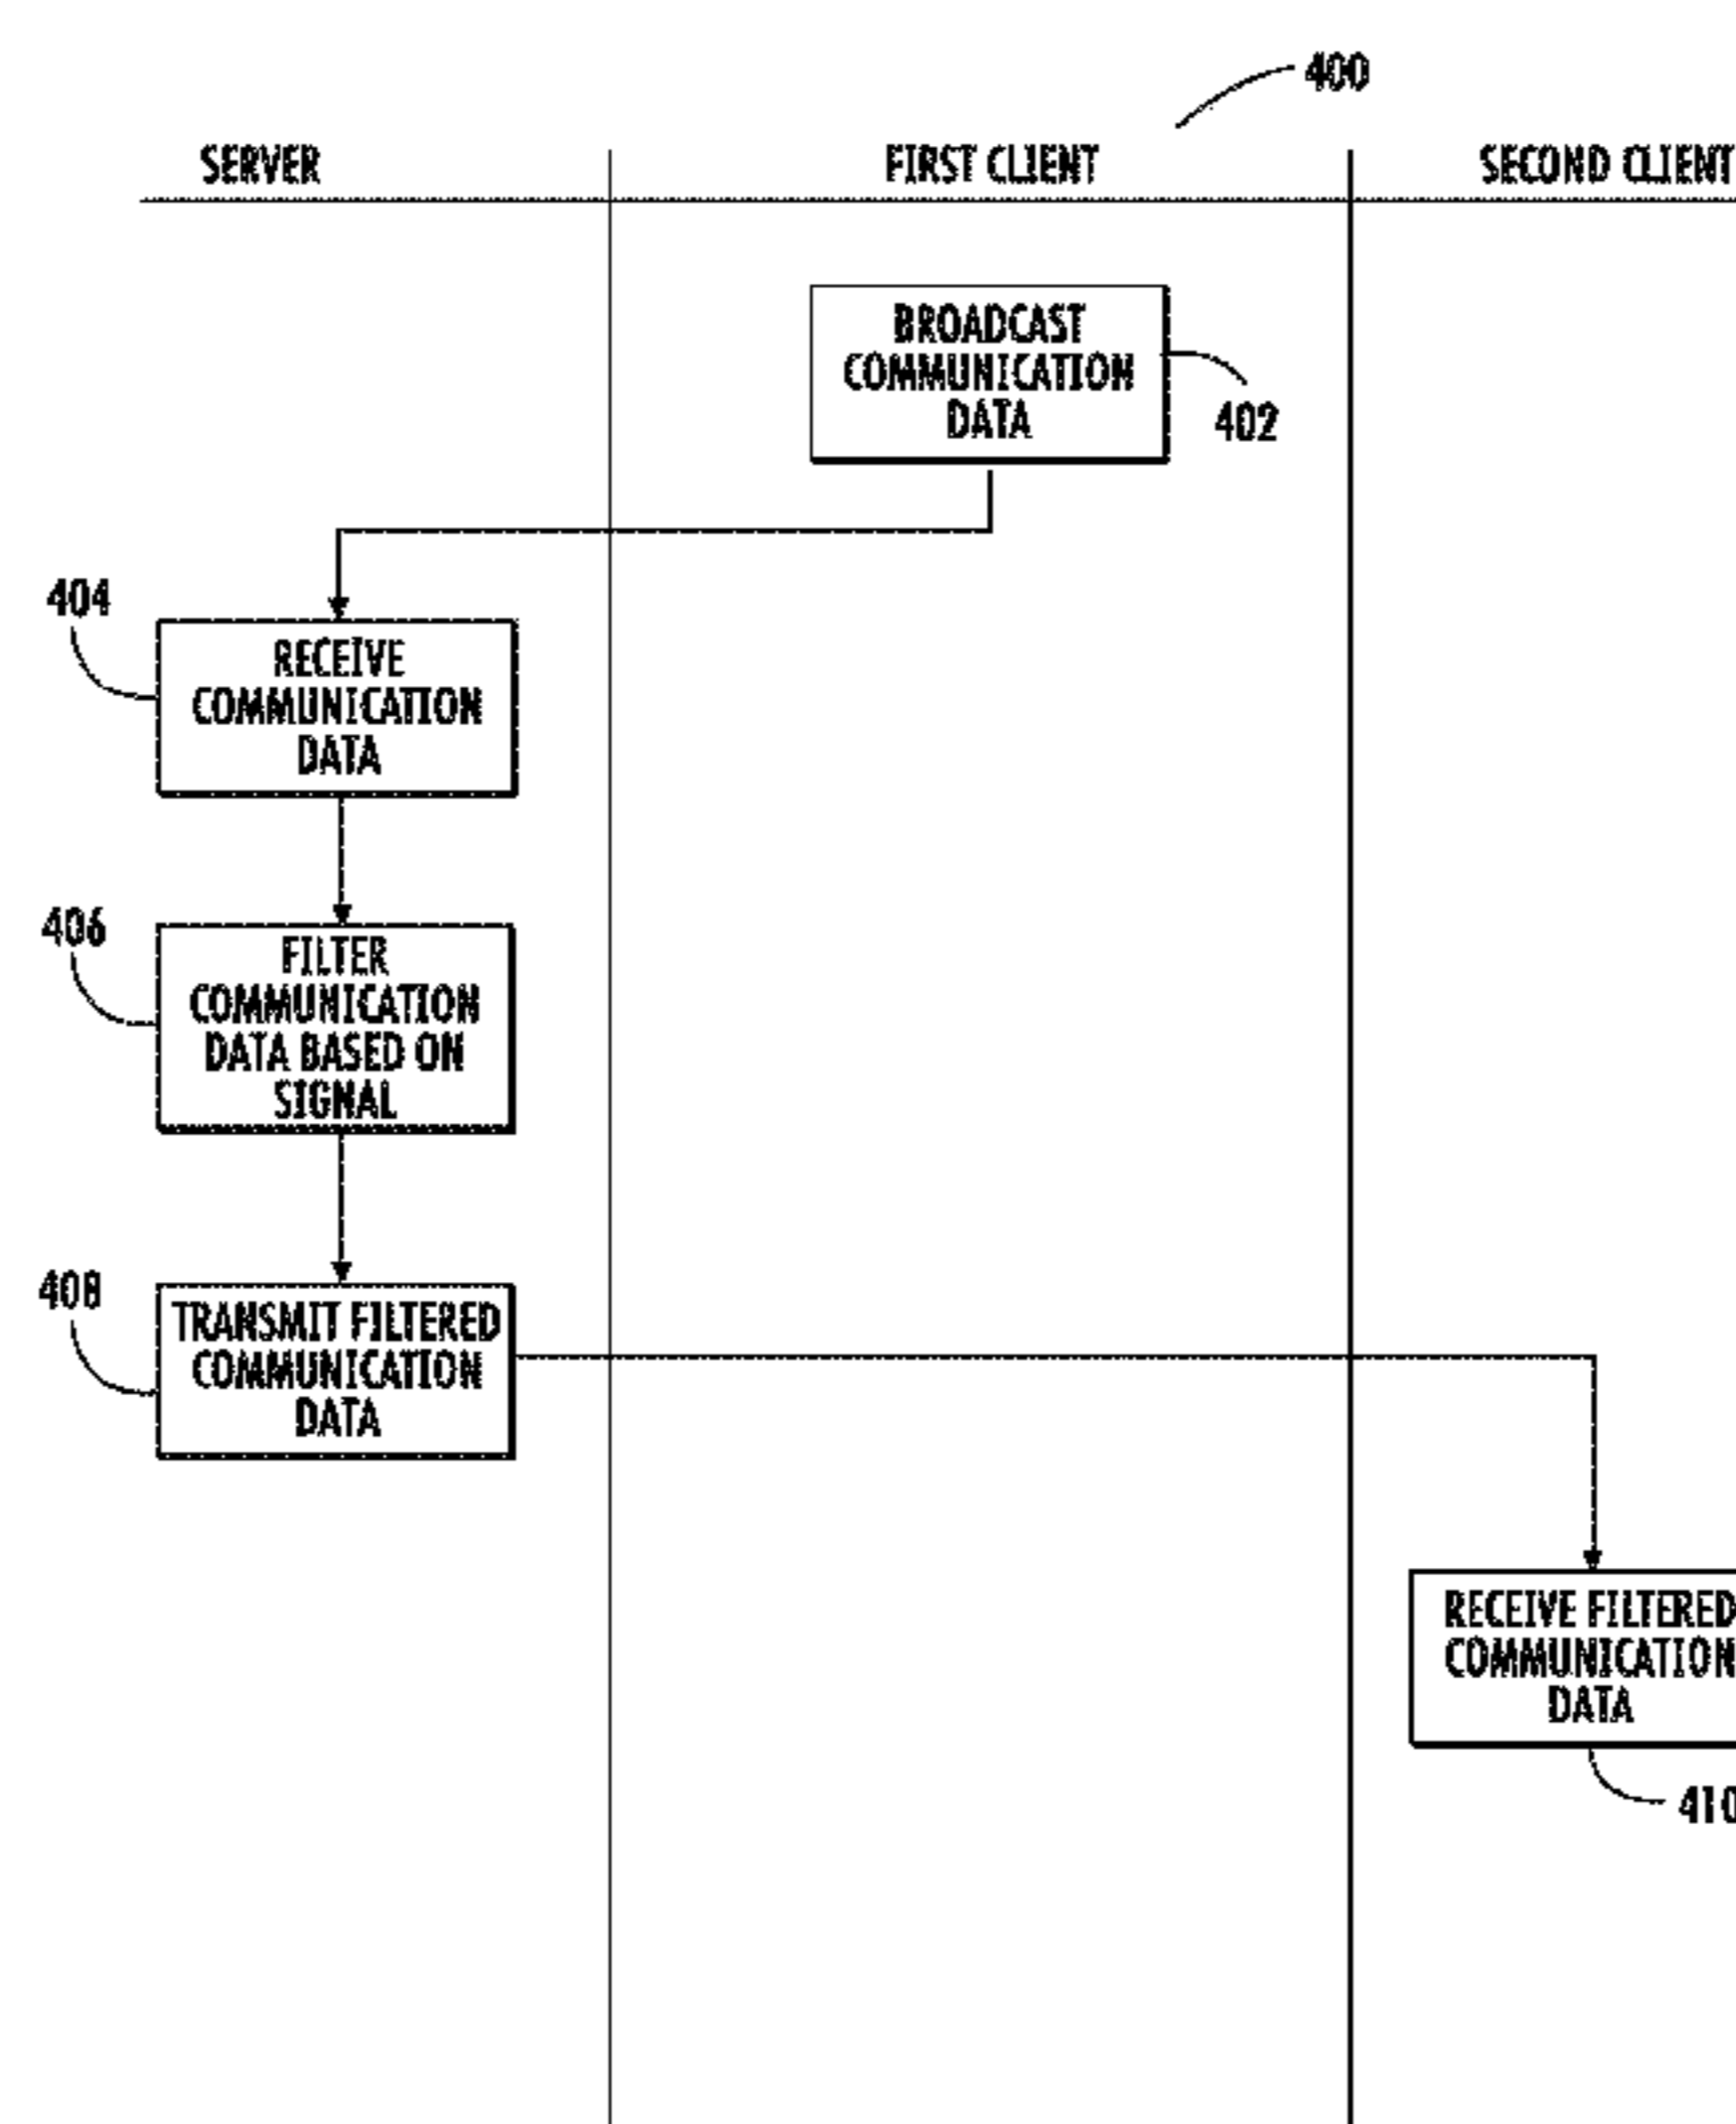 400
SERVER
FIRST CLIENT
SECOND CLIENT
BROADCAST
COMMUNICATION
DATA
402
404
RECEIVE
COMMUNICATION
DATA
406
FILTER
COMMUNICATION
DATA BASED ON
SIGNAL
408
TRANSMIT FILTERED
COMMUNICATION
DATA
RECEIVE FILTERED
COMMUNICATION
DATA
410